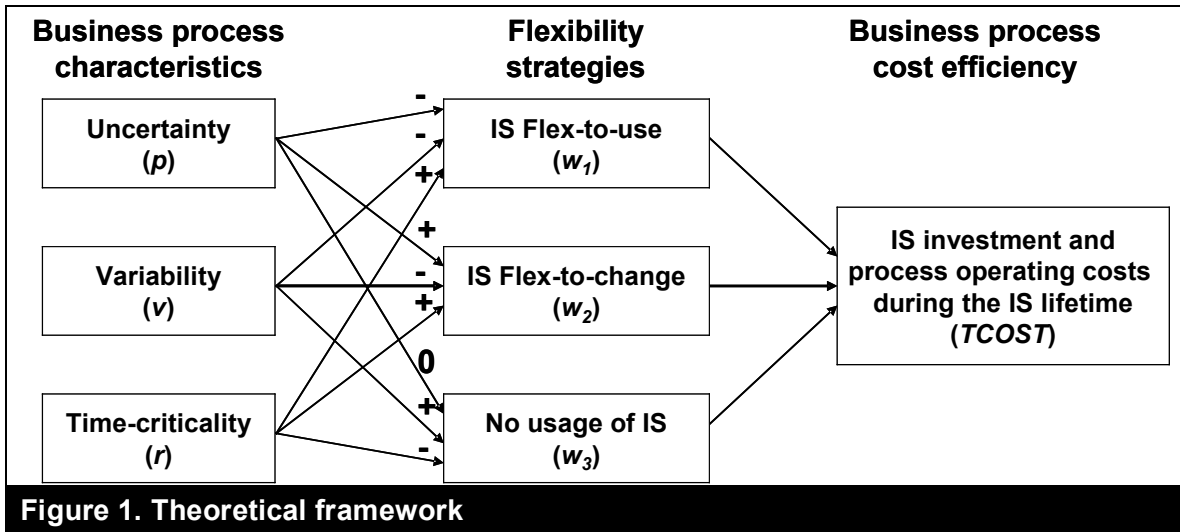 Business process
characteristics
Flexibility
strategies
Business process
cost efficiency
Uncertainty
(p)
-
-
+
IS Flex-to-use
(w1)
Variability
(v)
+
-
+
IS Flex-to-change
(w2)
IS investment and
process operating costs
during the IS lifetime
(TCOST)
Time-criticality
(r)
0
+
-
No usage of IS
(w3)
Figure 1. Theoretical framework